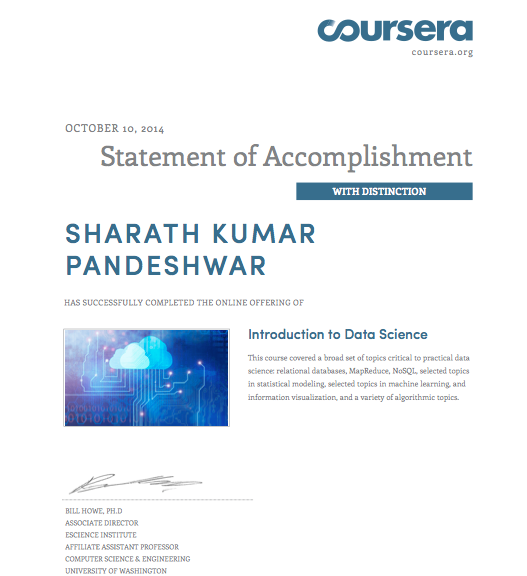 coursera
coursera.org
OCTOBER 10, 2014
Statement of Accomplishment
WITH DISTINCTION
SHARATH KUMAR
PANDESHWAR
HAS SUCCESSFULLY COMPLETED THE ONLINE OFFERING OF
Introduction to Data Science
This course covered a broad set of topics critical to practical data
science: relational databases, MapReduce, NoSQL, selected topics
in statistical modeling, selected topics in machine learning, and
information visualization, and a variety of algorithmic topics.
BILL HOWE, PH.D
ASSOCIATE DIRECTOR
ESCIENCE INSTITUTE
AFFILIATE ASSISTANT PROFESSOR
COMPUTER SCIENCE & ENGINEERING
UNIVERSITY OF WASHINGTON